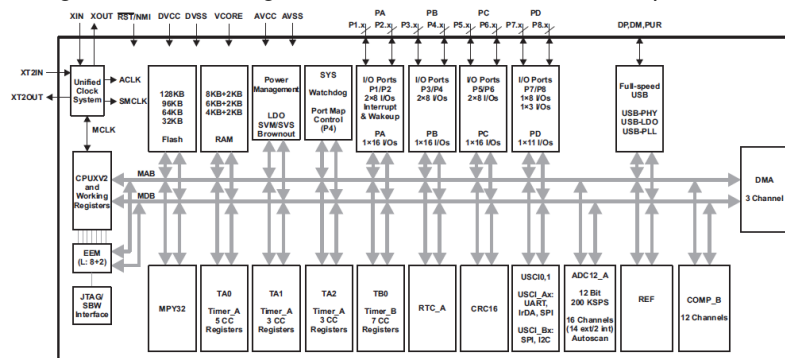 XIN XOUT RST/NMI DVCC DVSS VCORE AVCC AVSS
PA PB PC PD
P1.x P2.x P3.x P4.x P5.x P6.x P7.x P8.x
DP,DM,PUR
XT2IN
XT2OUT
Unified
Clock
System
ACLK
SMCLK
MCLK
128KB
96KB
64KB
32KB
Flash
8KB+2KB
6KB+2KB
4KB+2KB
RAM
Power
Management
LDO
SVM/SVS
Brownout
SYS
Watchdog
Port Map
Control
(P4)
I/O Ports
P1/P2
2×8 I/Os
Interrupt
& Wakeup
PA
1×16 I/Os
I/O Ports
P3/P4
2×8 I/Os
PB
1×16 I/Os
I/O Ports
P5/P6
2×8 I/Os
PC
1×16 I/Os
I/O Ports
P7/P8
1×8 I/Os
1×3 I/Os
PD
1×11 I/Os
Full-speed
USB
USB-PHY
USB-LDO
USB-PLL
CPUXV2
and
Working
Registers
MAB
MDB
DMA
3 Channel
EEM
(L: 8+2)
JTAG/
SBW
Interface
MPY32
TA0
Timer_A
5 CC
Registers
TA1
Timer_A
3 CC
Registers
TA2
Timer_A
3 CC
Registers
TB0
Timer_B
7 CC
Registers
RTC_A
CRC16
USCI0,1
USCI_Ax:
UART,
IrDA, SPI
USCI_Bx:
SPI, I2C
ADC12_A
12 Bit
200 KSPS
16 Channels
(14 ext/2 int)
Autoscan
REF
COMP_B
12 Channels